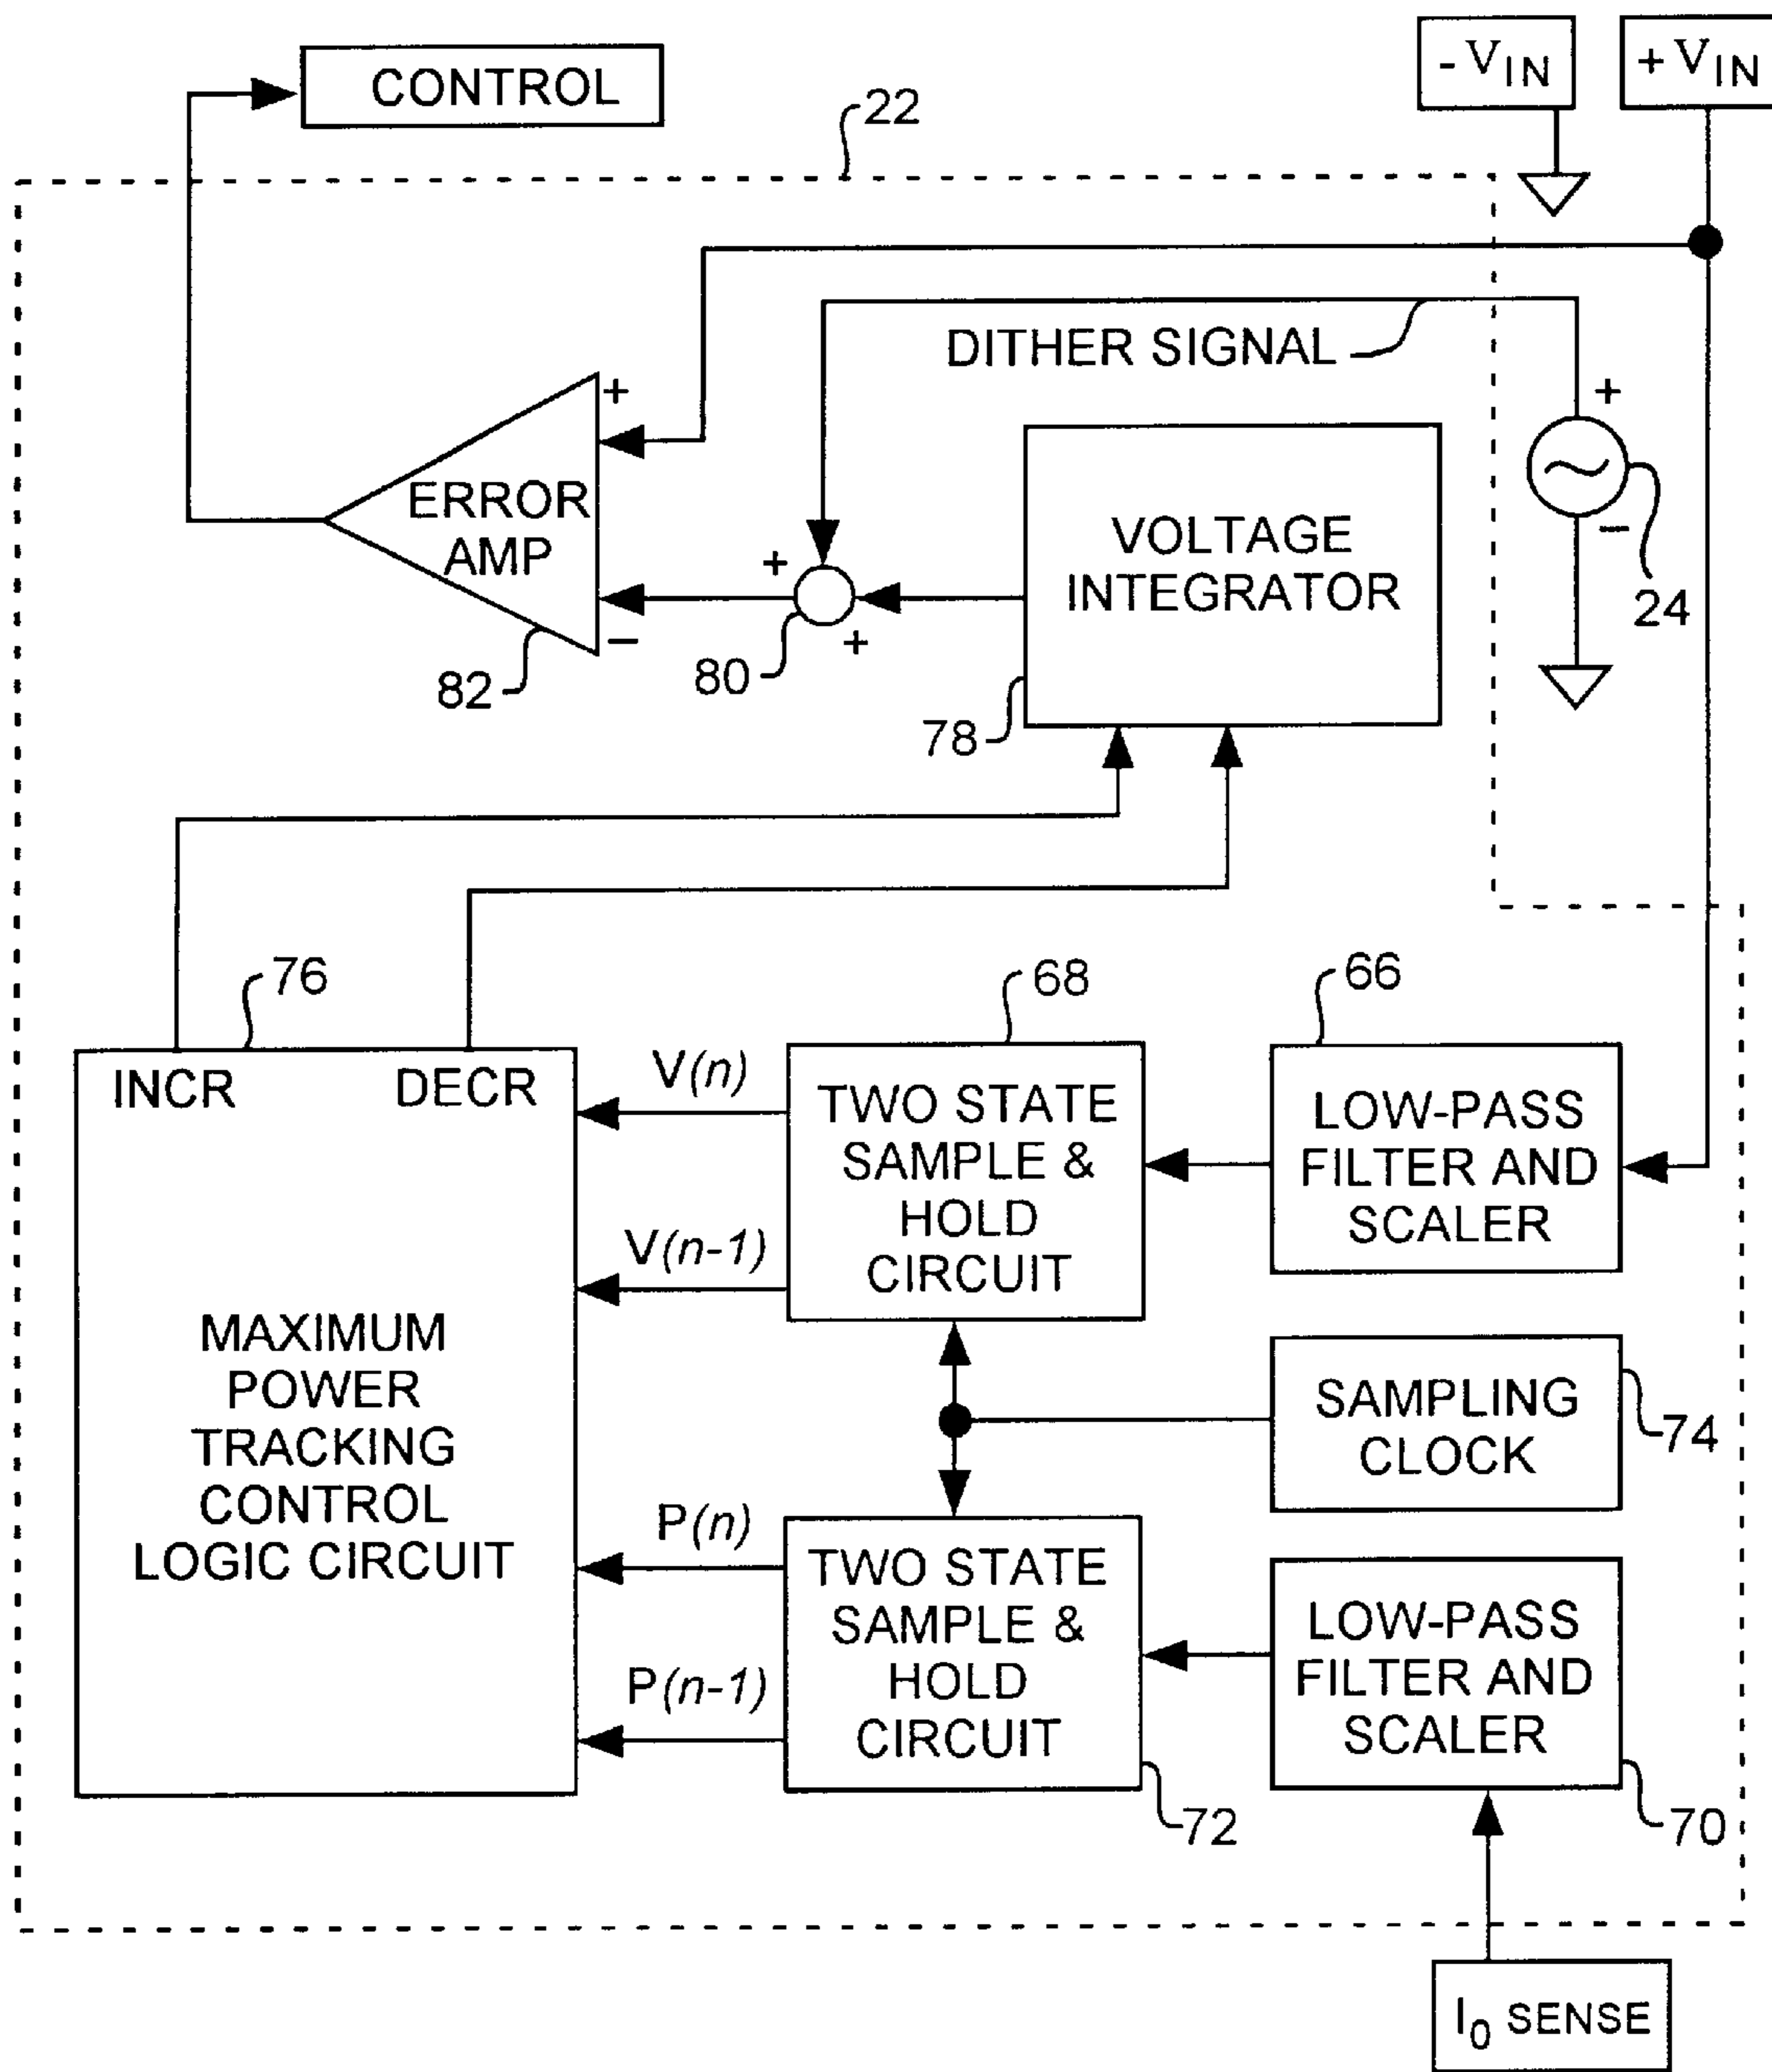 - VIN
+ VIN
CONTROL
22
DITHER SIGNAL
+
+
ERROR
AMP
VOLTAGE
INTEGRATOR
+
−
24
−
+
82
80
78
76
68
66
INCR
DECR
V(n)
V(n-1)
TWO STATE
SAMPLE &
HOLD
CIRCUIT
LOW-PASS
FILTER AND
SCALER
MAXIMUM
POWER
TRACKING
CONTROL
LOGIC CIRCUIT
SAMPLING
CLOCK
74
P(n)
P(n-1)
TWO STATE
SAMPLE &
HOLD
CIRCUIT
LOW-PASS
FILTER AND
SCALER
72
70
I0 SENSE